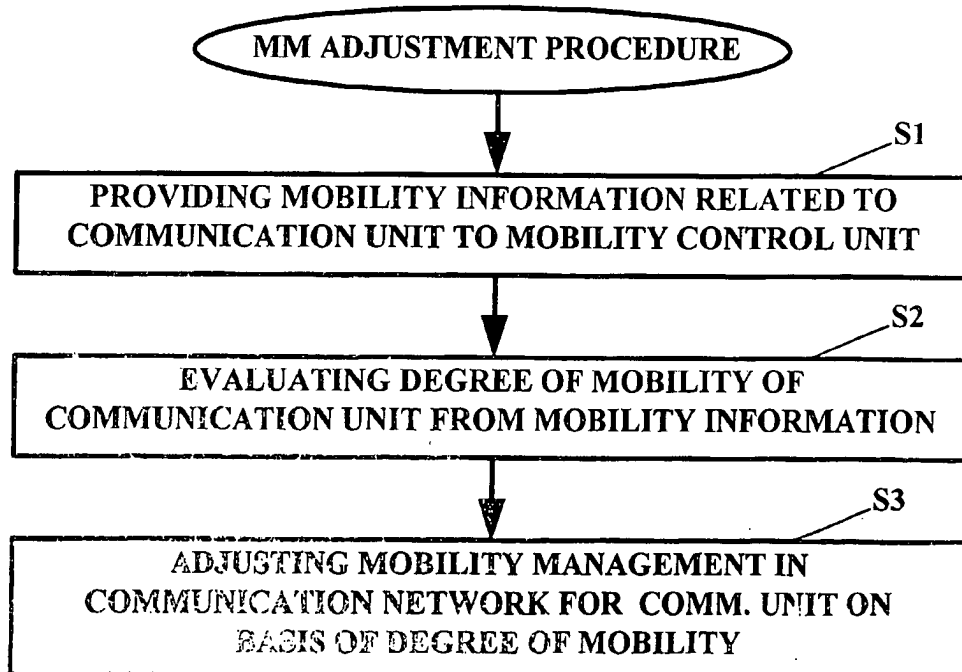 MM ADJUSTMENT PROCEDURE
S1
PROVIDING MOBILITY INFORMATION RELATED TO
COMMUNICATION UNIT TO MOBILITY CONTROL UNIT
S2
EVALUATING DEGREE OF MOBILITY OF
COMMUNICATION UNIT FROM MOBILITY INFORMATION
S3
ADJUSTING MOBILITY MANAGEMENT IN
COMMUNICATION NETWORK FOR COMM. UNIT ON
BASIS OF DEGREE OF MOBILITY